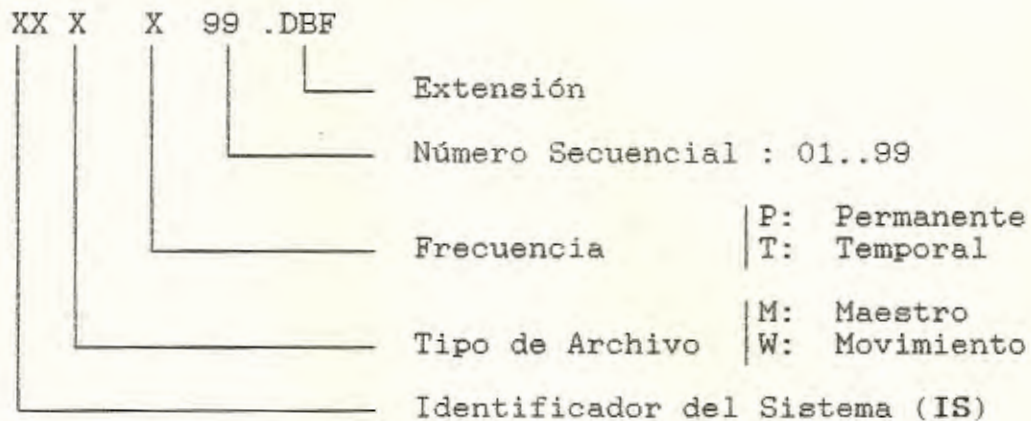 XX X X 99 .DBF
Extensión
Número Secuencial : 01..99
P: Permanente
Frecuencia T: Temporal
M: Maestro
Tipo de Archivo W: Movimiento
Identificador del Sistema (IS)